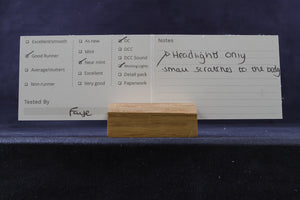 Excellent/smooth
Good Runner
Average/stutters
Non-runner
Tested By
Faye
As new
Mint
Near mint
Excellent
Very good
DC
DCC
DCC Sound
Working Lights
Detail pack
Paperwork
Notes
Headlights only
small scratches to the body